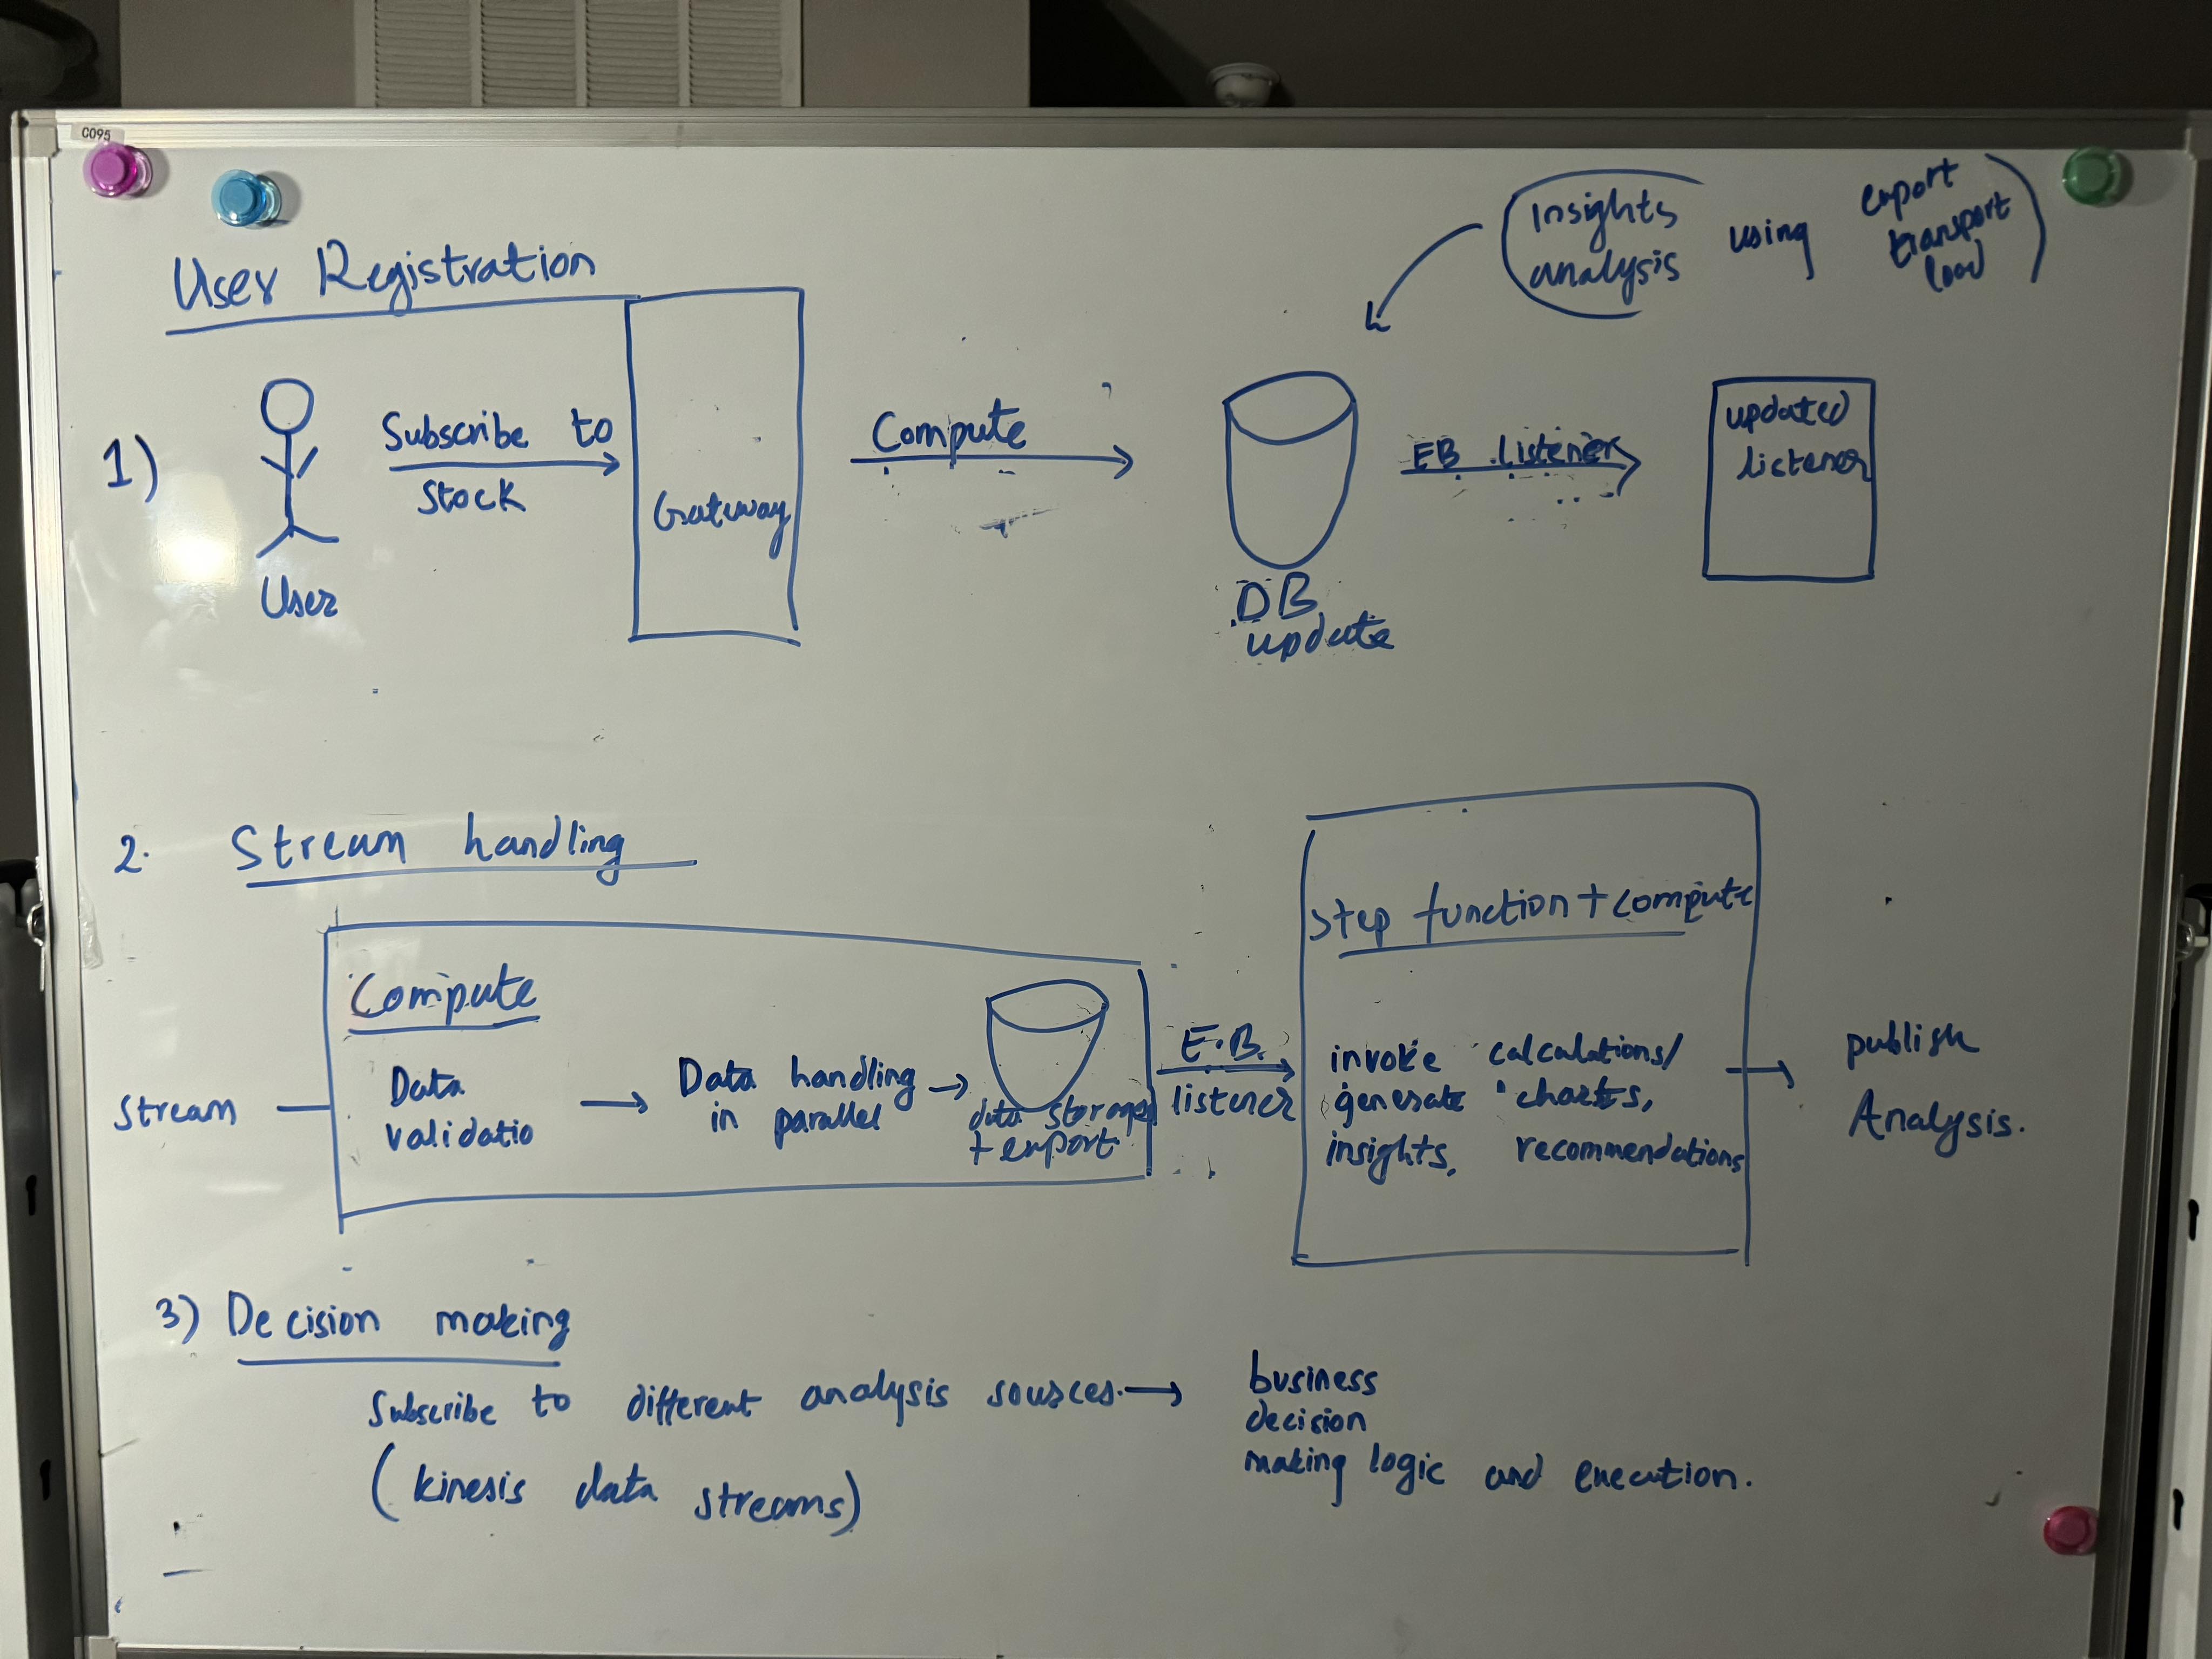 C095
User Registration
Insights
analysis
using
export
transport
load
1)
User
Subscribe to
Stock
Gateway
Compute
DB
update
EB listener
updated
listener
2. Stream handling
Stream
Compute
Data
validatio
Data handling
in parallel
data storage
+ export
E.B.
listener
step function + compute
invoke calculations/
generate charts,
insights, recommendations
publish
Analysis.
3) Decision making
Subscribe to different analysis sources.
(kinesis data streams)
business
decision
making logic and execution.